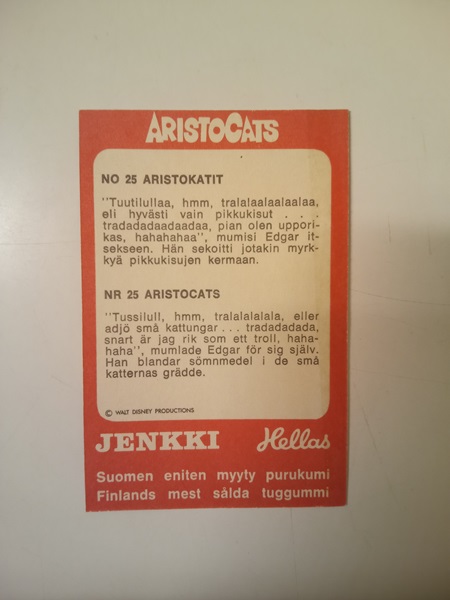 ARISTOCATS
NO 25 ARISTOKATIT
"Tuutilullaa, hmm, tralalaalaalaalaa,
eli hyvästi vain pikkukisut . . .
tradadadaadaadaa, pian olen uppori-
kas, hahahahaa", mumisi Edgar it-
sekseen. Hän sekoitti jotakin myrk-
kyä pikkukisujen kermaan.
NR 25 ARISTOCATS
"Tussilull, hmm, tralalalalala, eller
adjö små kattungar . . . tradadadada,
snart är jag rik som ett troll, haha-
haha", mumlade Edgar för sig själv.
Han blandar sömnmedel i de små
katternas grädde.
© WALT DISNEY PRODUCTIONS
JENKKI Hellas
Suomen eniten myyty purukumi
Finlands mest sålda tuggummi